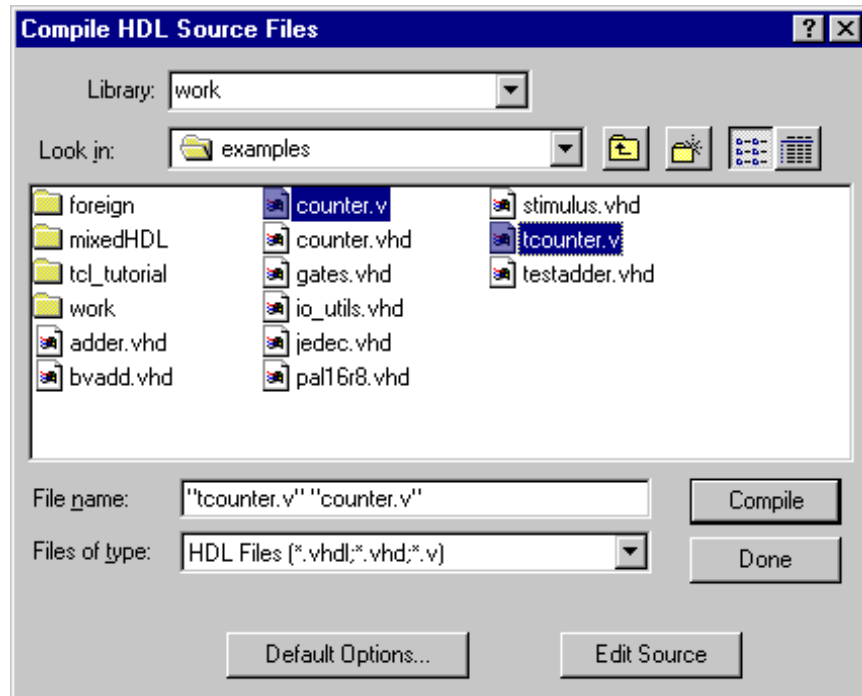 Compile HDL Source Files
Library: work
Look in: examples
foreign counter.v stimulus.vhd
mixedHDL counter.vhd tcounter.v
tcl_tutorial gates.vhd testadder.vhd
work io_utils.vhd
adder.vhd jedec.vhd
bvadd.vhd pal16r8.vhd
File name: "tcounter.v" "counter.v" Compile
Files of type: HDL Files (*.vhdl;*.vhd;*.v) Done
Default Options... Edit Source